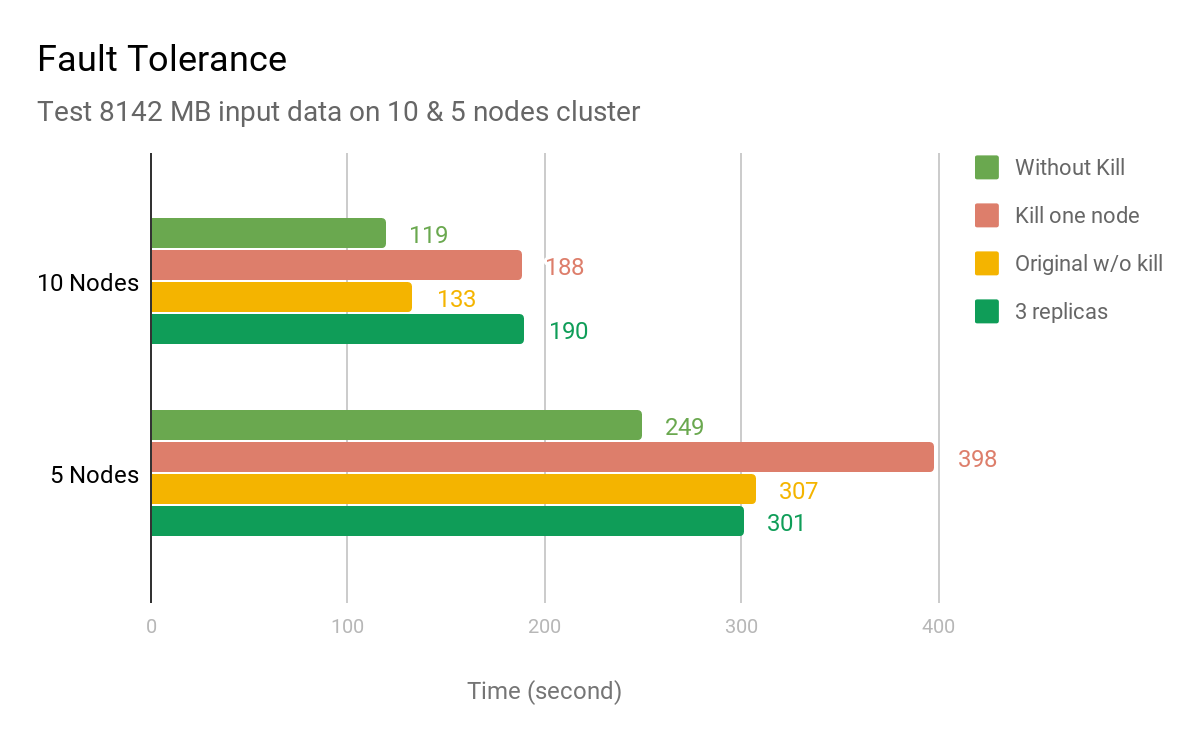 Fault Tolerance
Test 8142 MB input data on 10 & 5 nodes cluster
Without Kill
Kill one node
Original w/o kill
3 replicas
10 Nodes
119
188
133
190
5 Nodes
249
398
307
301
0 100 200 300 400
Time (second)